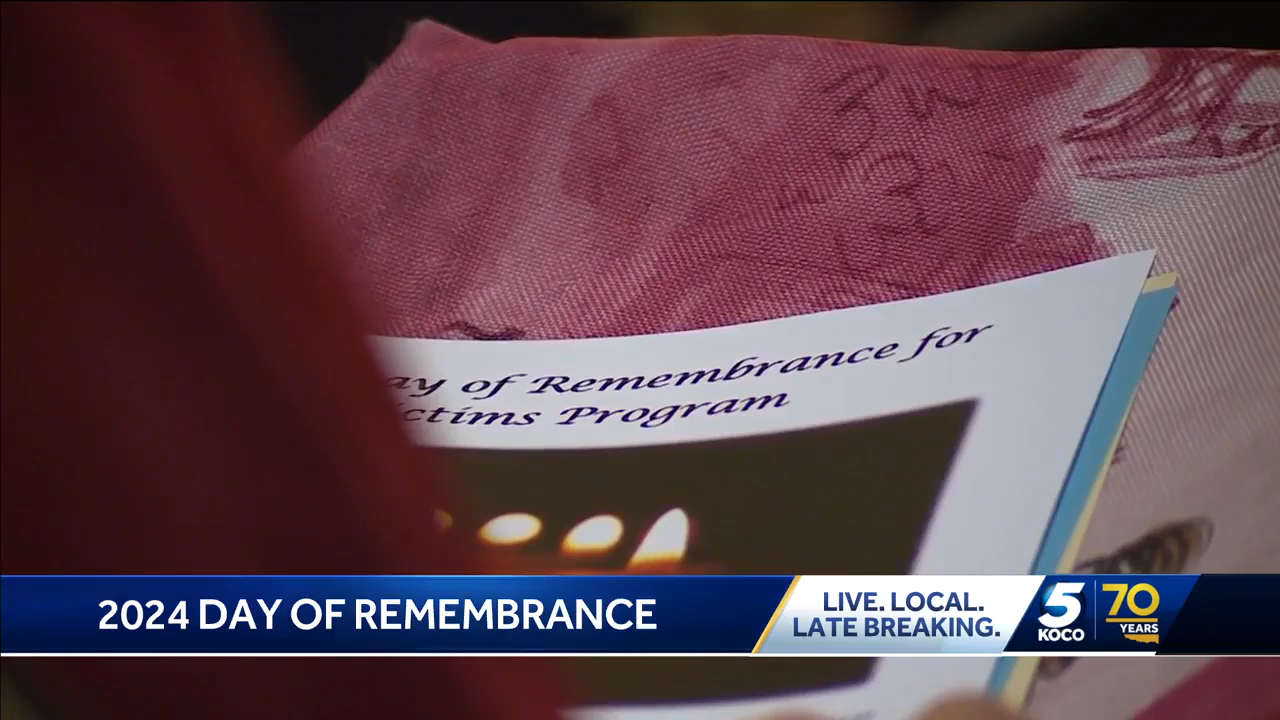 ay of Remembrance for
ictims Program
2024 DAY OF REMEMBRANCE
LIVE. LOCAL.
LATE BREAKING.
5
KOCO
70
YEARS